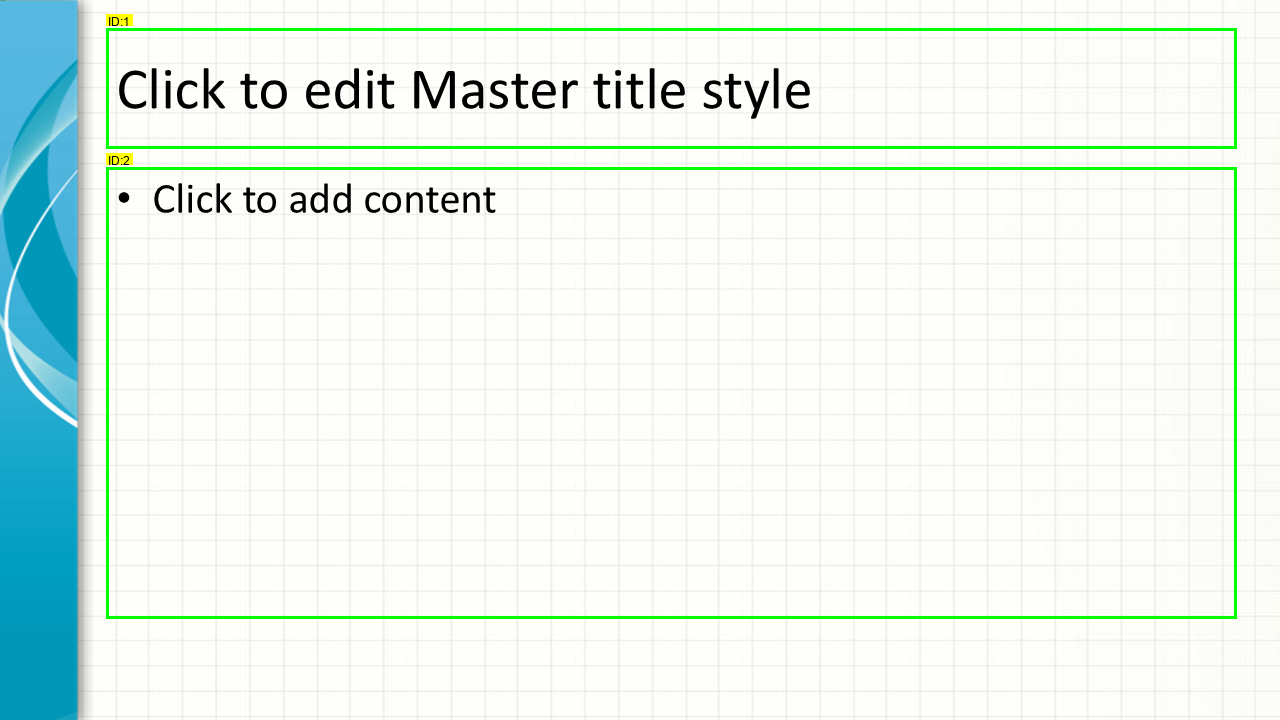 ID:1
Click to edit Master title style
ID:2
• Click to add content